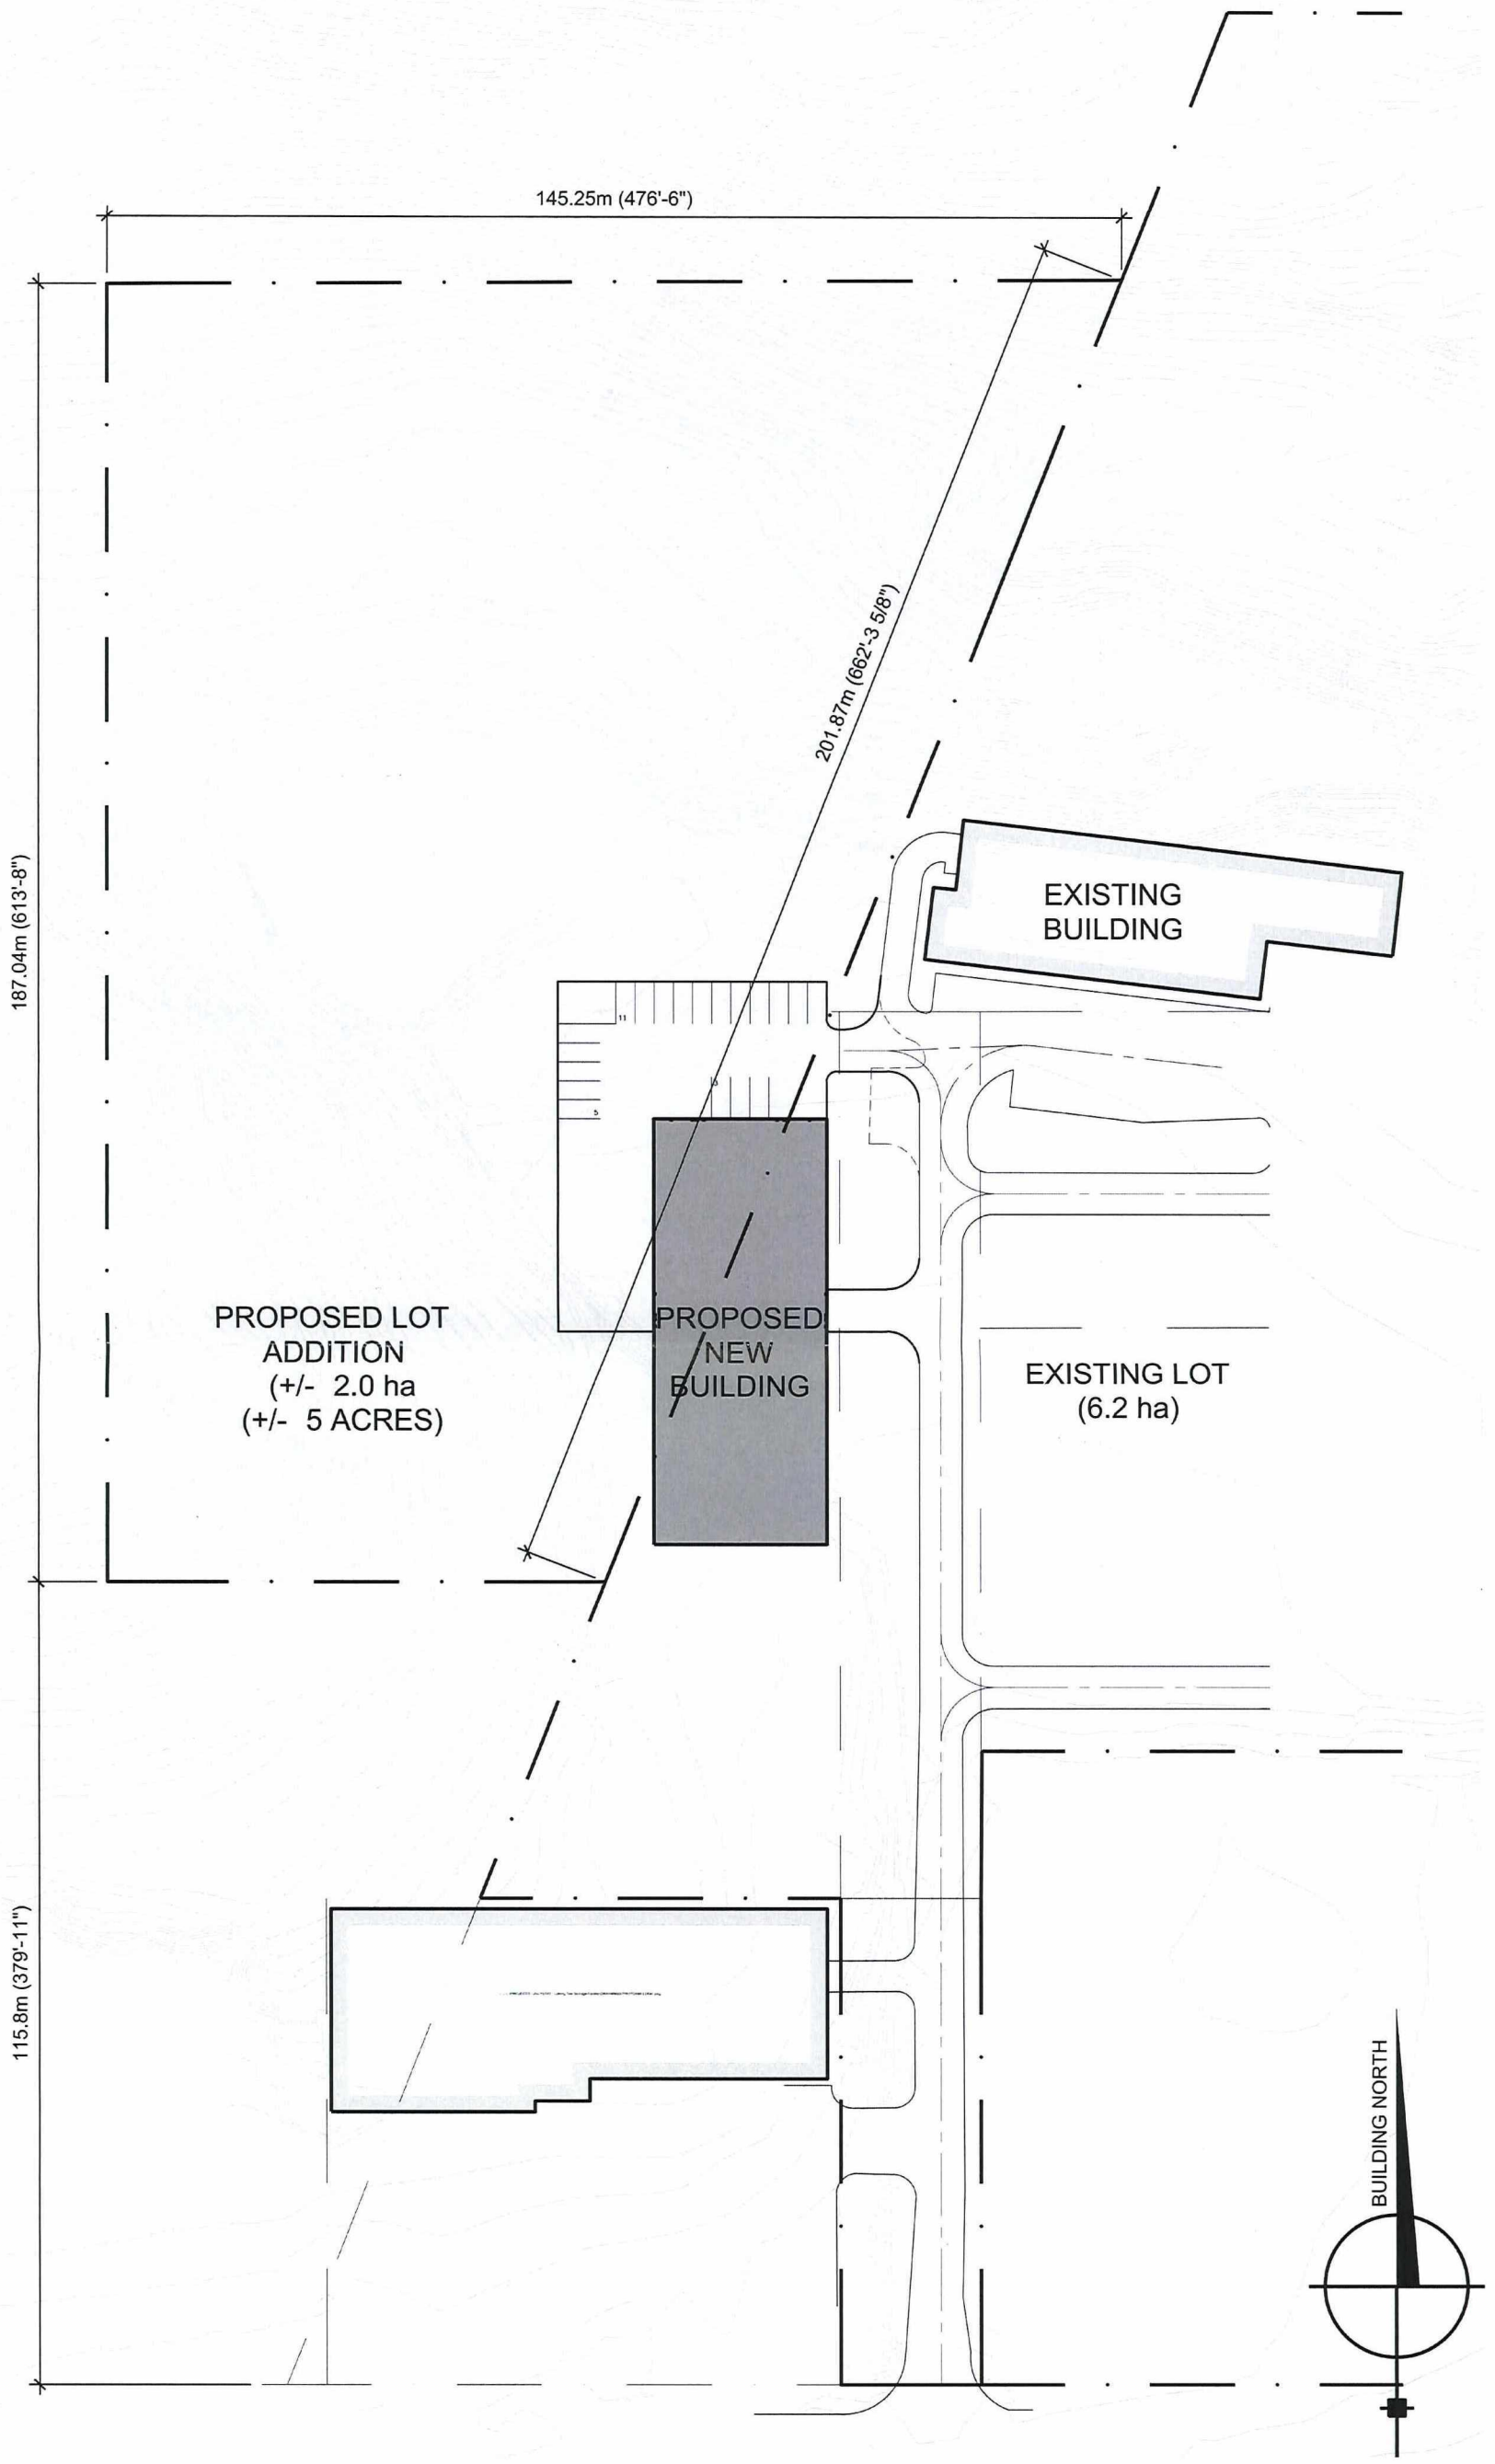 145.25m (476'-6")
201.87m (662'-3 5/8")
187.04m (613'-8")
EXISTING
BUILDING
11
5
PROPOSED LOT
ADDITION
(+/- 2.0 ha
(+/- 5 ACRES)
PROPOSED
NEW
BUILDING
EXISTING LOT
(6.2 ha)
115.8m (379'-11")
BUILDING NORTH